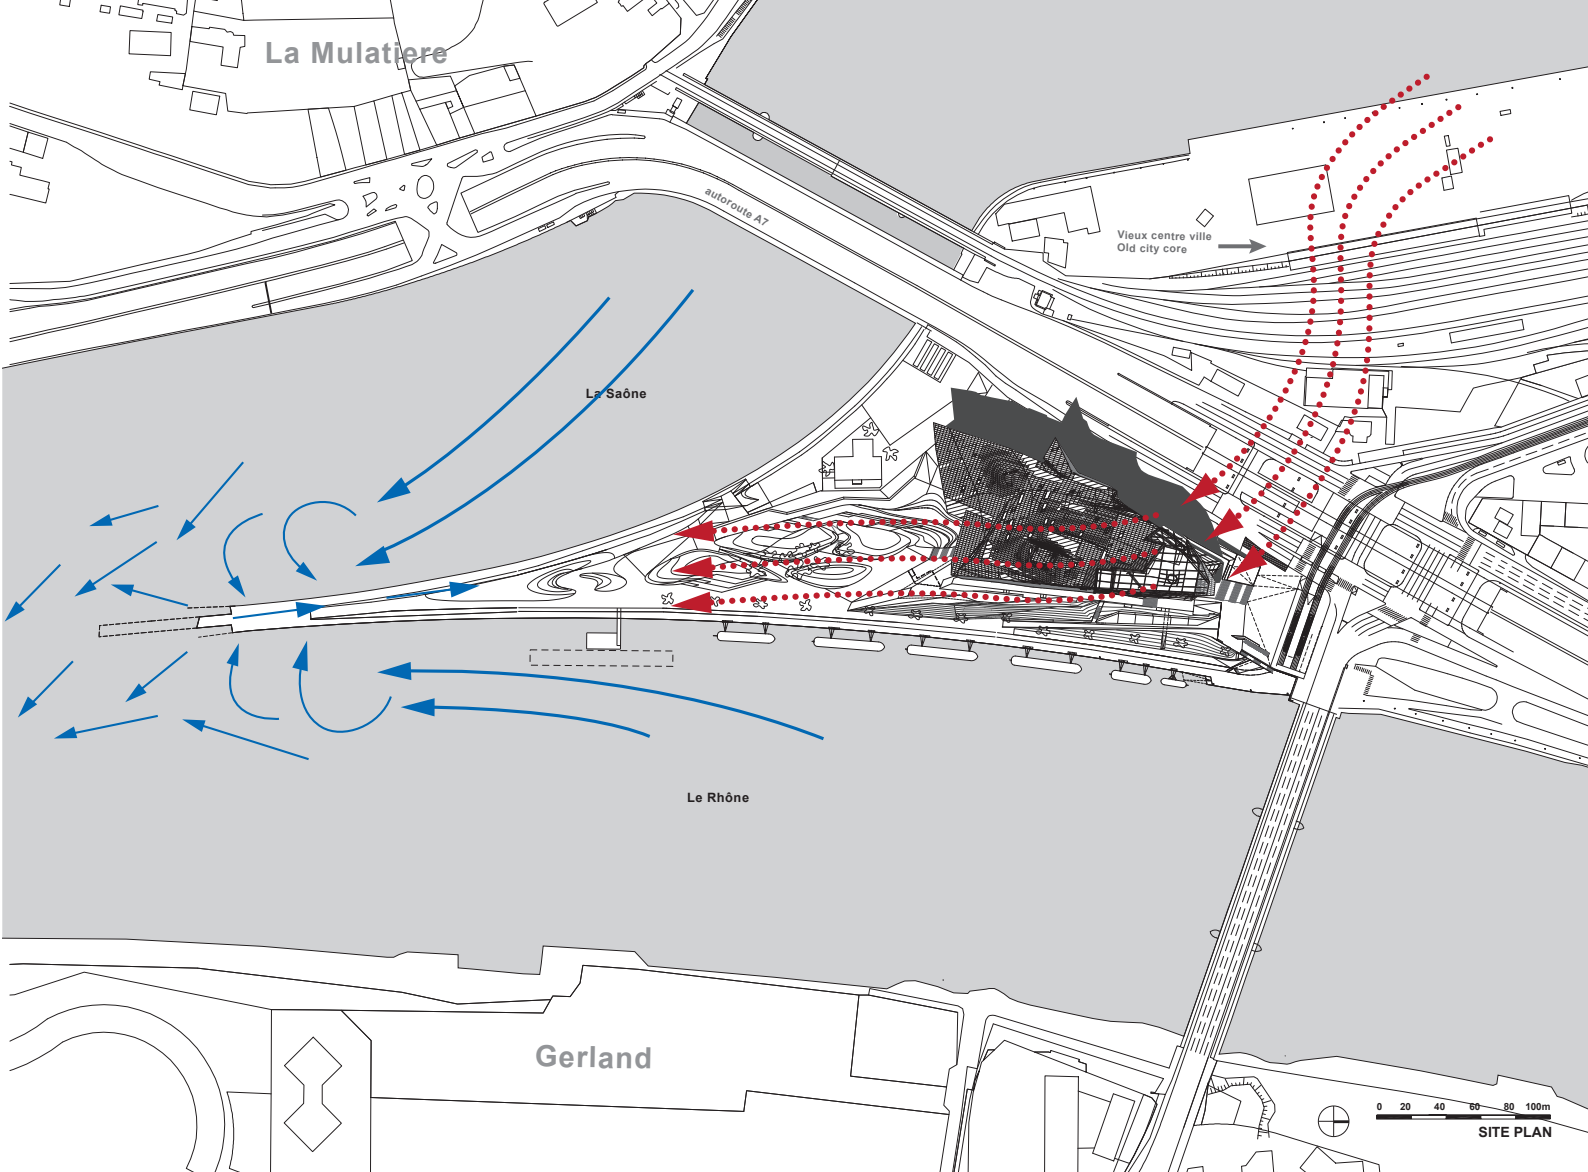 La Mulatiere
autoroute A7
Vieux centre ville
Old city core
La Saône
Le Rhône
Gerland
0 20 40 60 80 100m
SITE PLAN